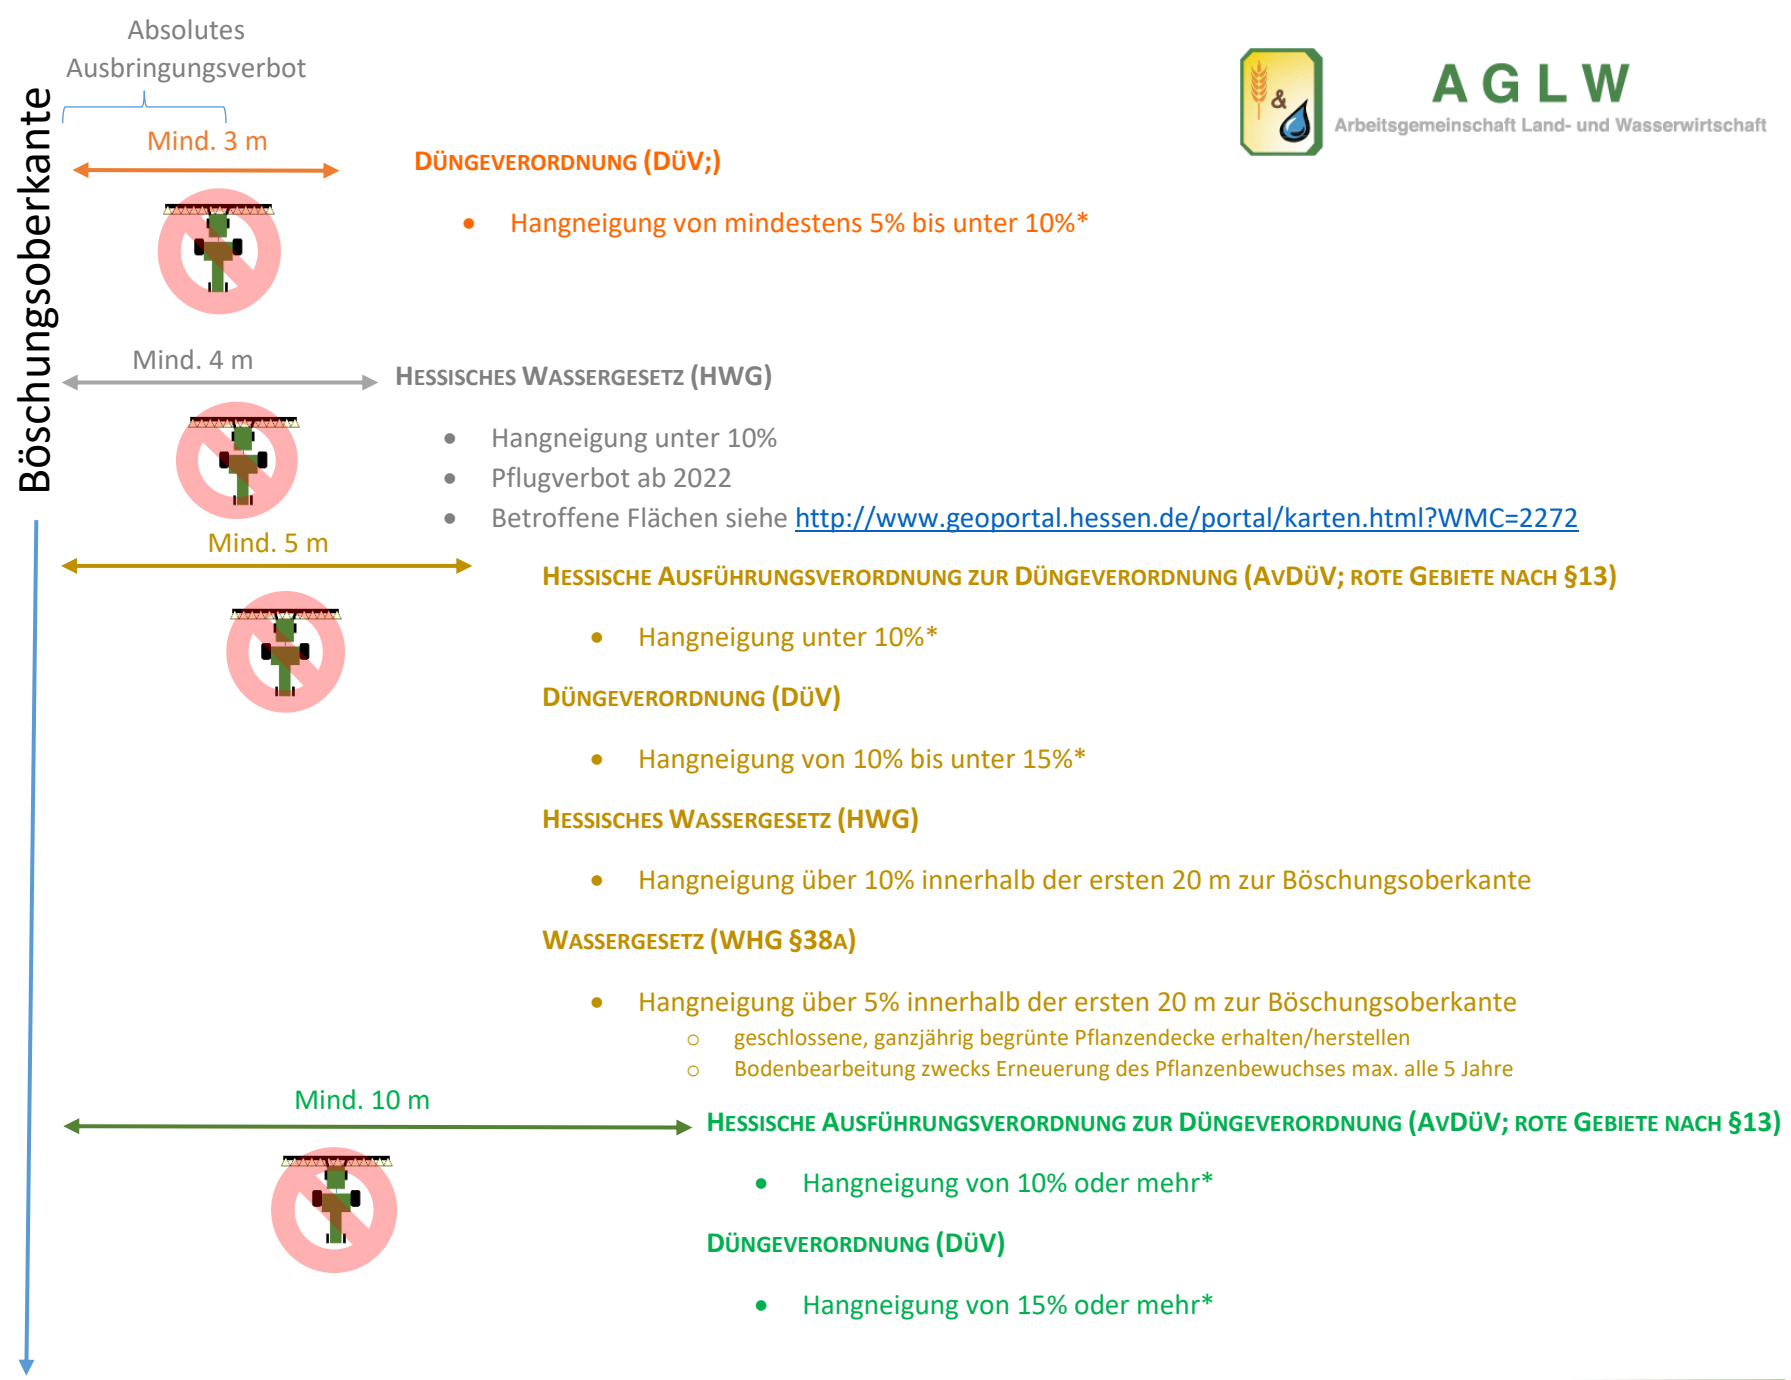 Absolutes
Ausbringungsverbot
Böschungsoberkante
&
A G L W
Arbeitsgemeinschaft Land- und Wasserwirtschaft
Mind. 3 m
DÜNGEVERORDNUNG (DÜV;)
• Hangneigung von mindestens 5% bis unter 10%*
Mind. 4 m
HESSISCHES WASSERGESETZ (HWG)
• Hangneigung unter 10%
• Pflugverbot ab 2022
• Betroffene Flächen siehe http://www.geoportal.hessen.de/portal/karten.html?WMC=2272
Mind. 5 m
HESSISCHE AUSFÜHRUNGSVERORDNUNG ZUR DÜNGEVERORDNUNG (AVDÜV; ROTE GEBIETE NACH §13)
• Hangneigung unter 10%*
DÜNGEVERORDNUNG (DÜV)
• Hangneigung von 10% bis unter 15%*
HESSISCHES WASSERGESETZ (HWG)
• Hangneigung über 10% innerhalb der ersten 20 m zur Böschungsoberkante
WASSERGESETZ (WHG §38A)
• Hangneigung über 5% innerhalb der ersten 20 m zur Böschungsoberkante
o geschlossene, ganzjährig begrünte Pflanzendecke erhalten/herstellen
o Bodenbearbeitung zwecks Erneuerung des Pflanzenbewuchses max. alle 5 Jahre
Mind. 10 m
HESSISCHE AUSFÜHRUNGSVERORDNUNG ZUR DÜNGEVERORDNUNG (AVDÜV; ROTE GEBIETE NACH §13)
• Hangneigung von 10% oder mehr*
DÜNGEVERORDNUNG (DÜV)
• Hangneigung von 15% oder mehr*